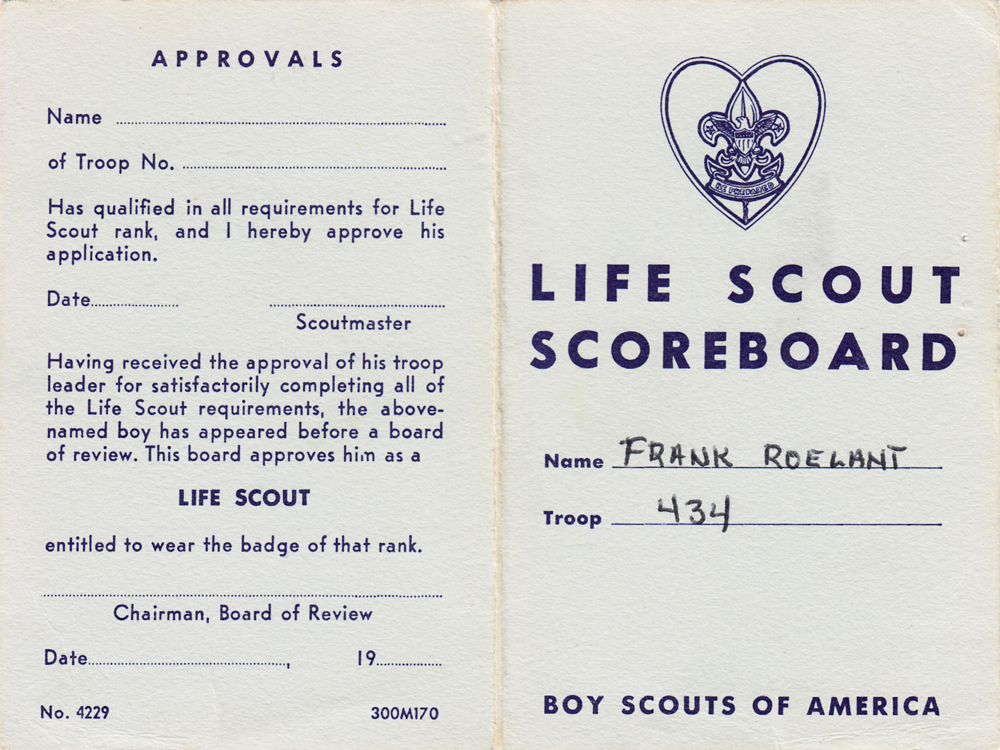 APPROVALS
Name
of Troop No.
Has qualified in all requirements for Life
Scout rank, and I hereby approve his
application.
Date
Scoutmaster
Having received the approval of his troop
leader for satisfactorily completing all of
the Life Scout requirements, the above-
named boy has appeared before a board
of review. This board approves him as a
LIFE SCOUT
entitled to wear the badge of that rank.
Chairman, Board of Review
Date , 19
No. 4229 300M170
BE PREPARED
LIFE SCOUT
SCOREBOARD
Name FRANK ROELANT
Troop 434
BOY SCOUTS OF AMERICA